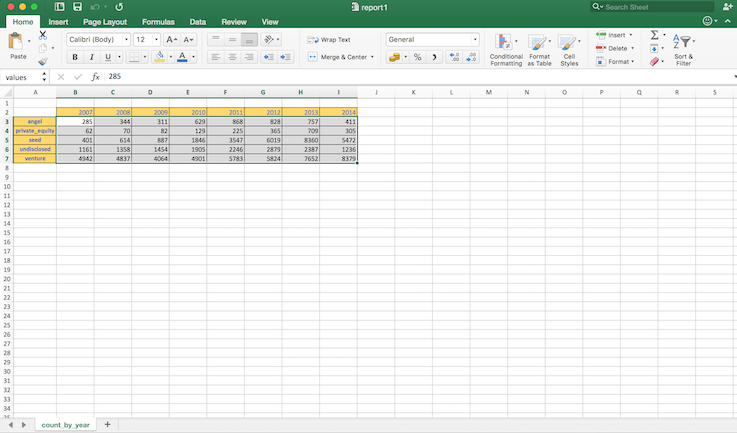 report1
Search Sheet
Home Insert Page Layout Formulas Data Review View
Paste
Calibri (Body) 12 A A
B I U A
Wrap Text
Merge & Center
General
% )
Conditional Formatting
Format as Table
Cell Styles
Insert
Delete
Format
Sort & Filter
values fx 285
A B C D E F G H I J K L M N O P Q R S
1
2 2007 2008 2009 2010 2011 2012 2013 2014
3 angel 285 344 311 629 868 828 757 411
4 private_equity 62 70 82 129 225 365 709 305
5 seed 401 614 887 1846 3547 6019 8360 5472
6 undisclosed 1161 1358 1454 1905 2246 2879 2387 1236
7 venture 4942 4837 4064 4901 5783 5824 7652 8379
8
9
10
11
12
13
14
15
16
17
18
19
20
21
22
23
24
25
26
27
28
29
30
31
32
33
34
count_by_year +